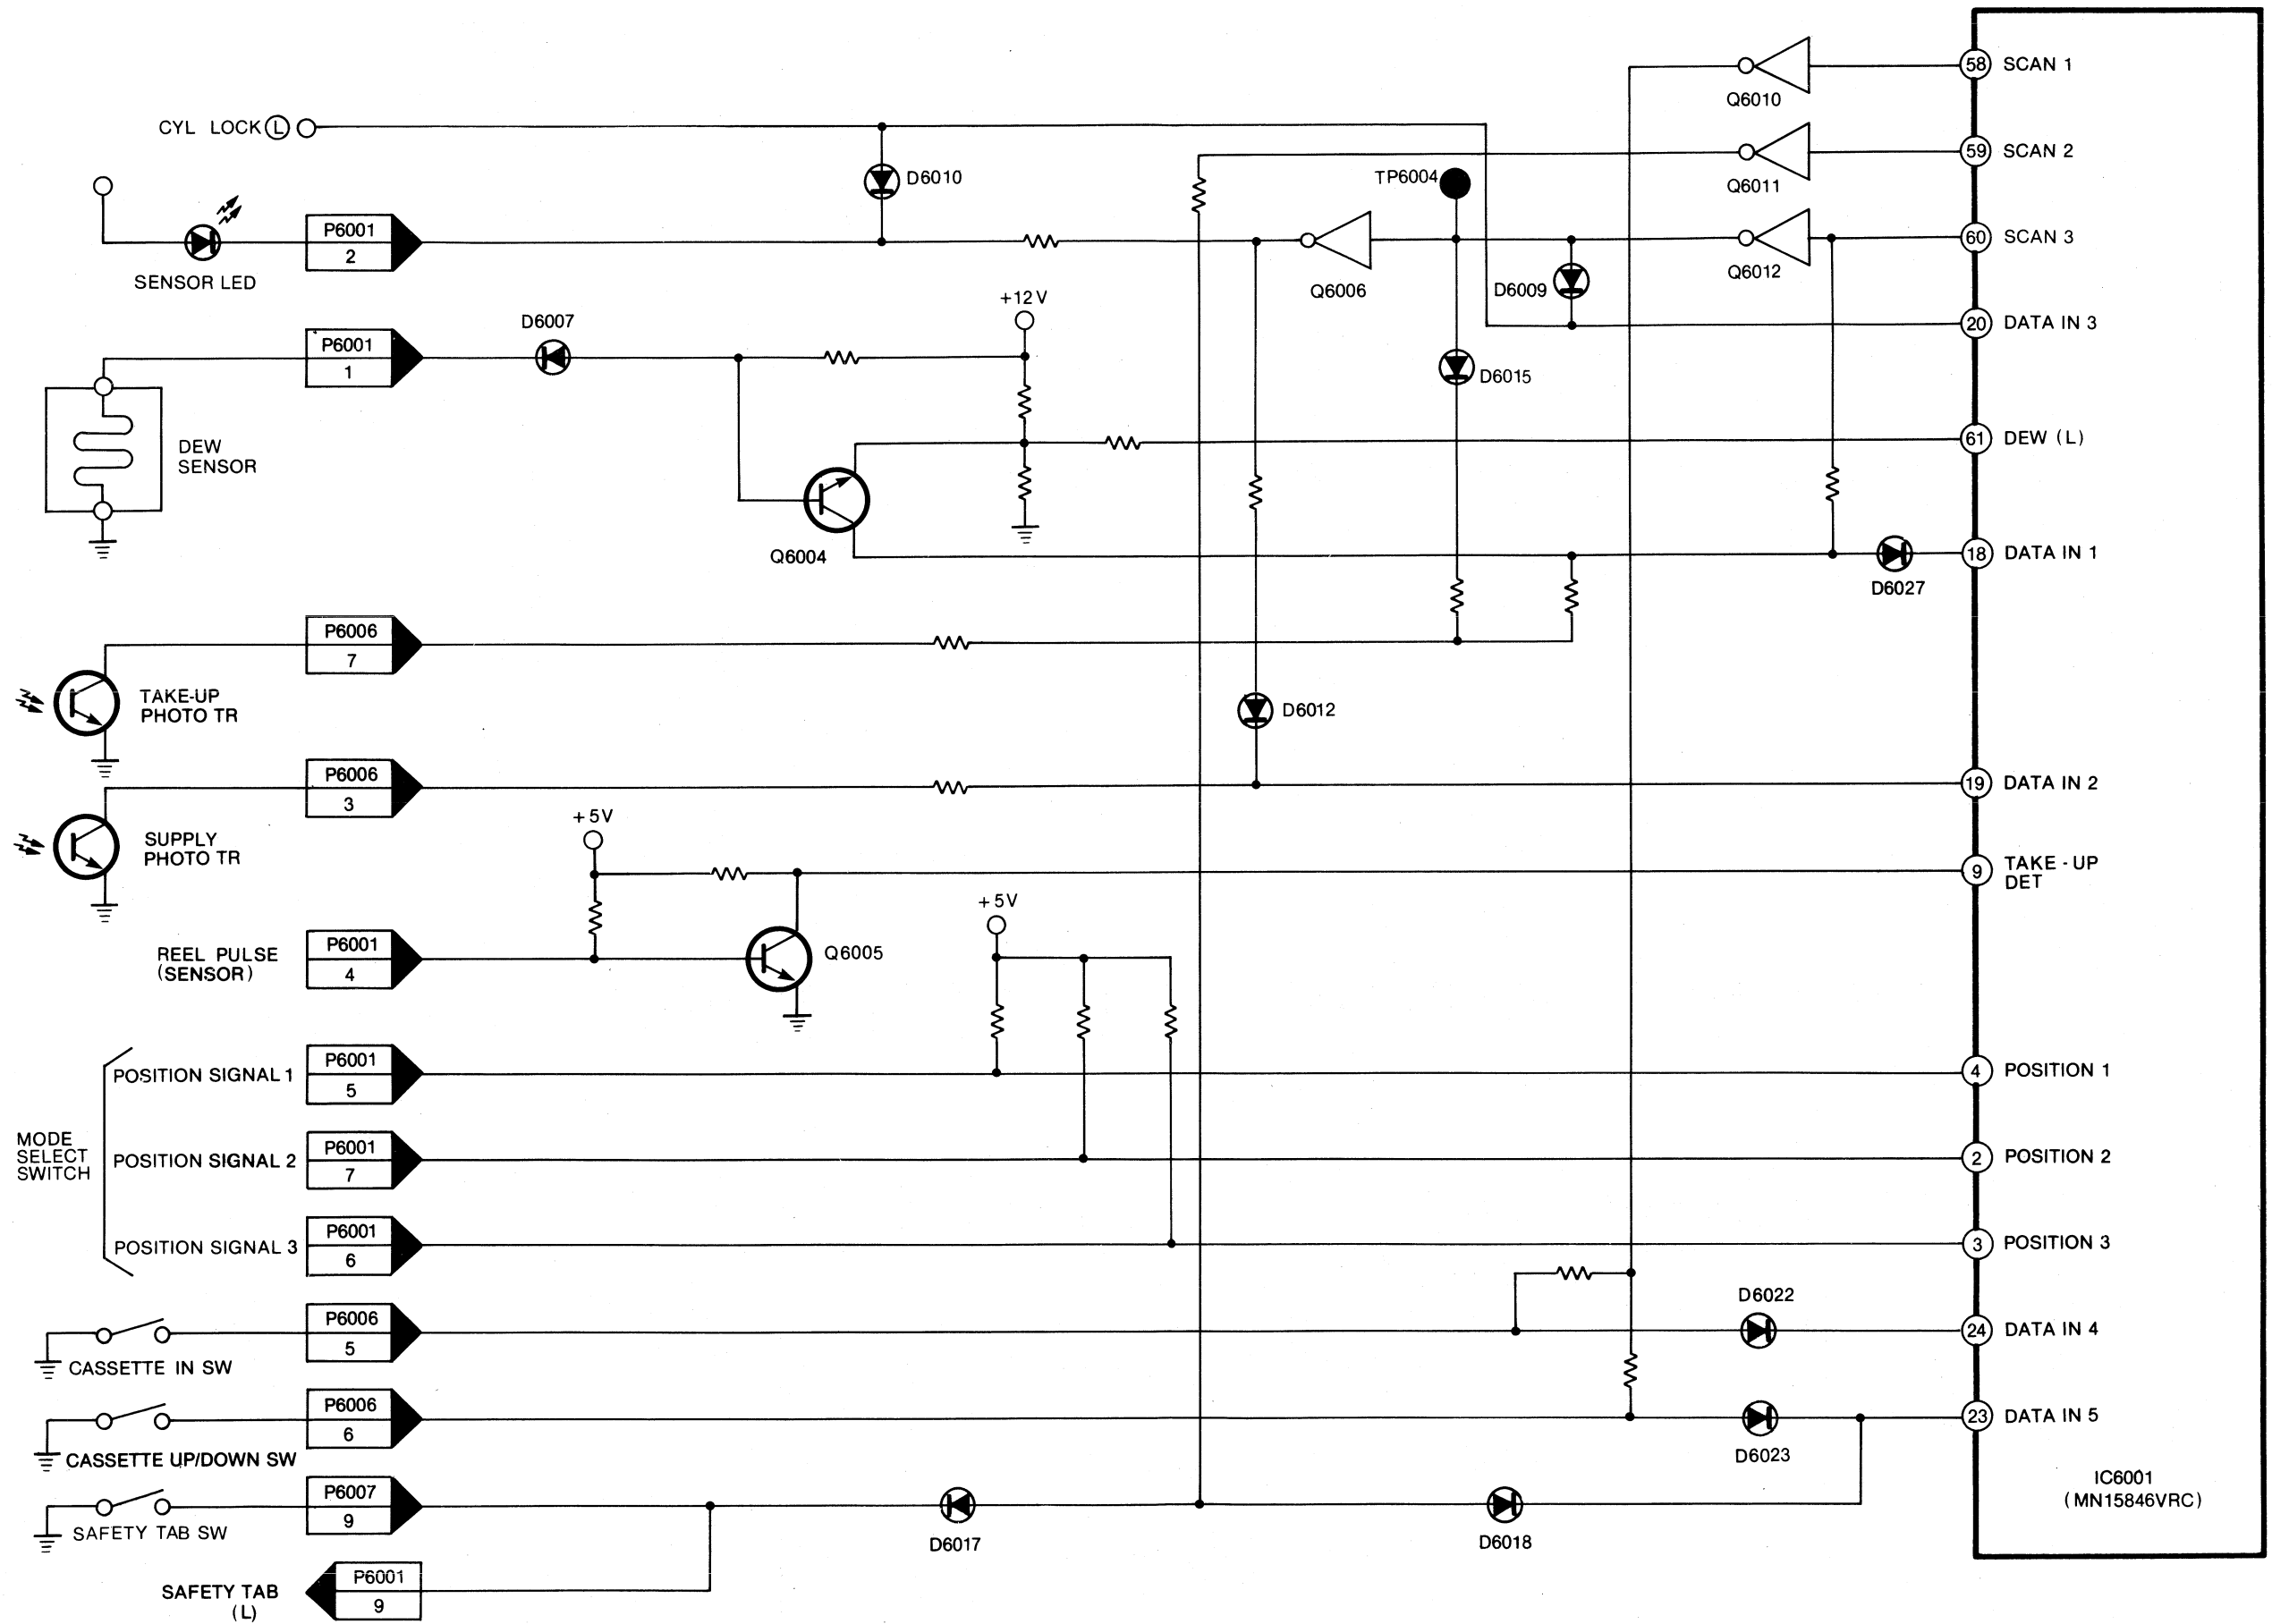 58 SCAN 1
Q6010
CYL LOCK Ⓛ
59 SCAN 2
Q6011
D6010
TP6004
P6001
2
SENSOR LED
Q6006
60 SCAN 3
Q6012
D6009
+12V
D6007
20 DATA IN 3
P6001
1
D6015
DEW
SENSOR
61 DEW (L)
Q6004
18 DATA IN 1
D6027
P6006
7
TAKE-UP
PHOTO TR
D6012
P6006
3
19 DATA IN 2
+5V
SUPPLY
PHOTO TR
9 TAKE-UP
DET
+5V
REEL PULSE
(SENSOR)
P6001
4
Q6005
MODE
SELECT
SWITCH
POSITION SIGNAL 1
P6001
5
4 POSITION 1
POSITION SIGNAL 2
P6001
7
2 POSITION 2
POSITION SIGNAL 3
P6001
6
3 POSITION 3
D6022
P6006
5
24 DATA IN 4
CASSETTE IN SW
P6006
6
23 DATA IN 5
CASSETTE UP/DOWN SW
D6023
IC6001
(MN15846VRC)
P6007
9
SAFETY TAB SW
D6017
D6018
SAFETY TAB
(L)
P6001
9